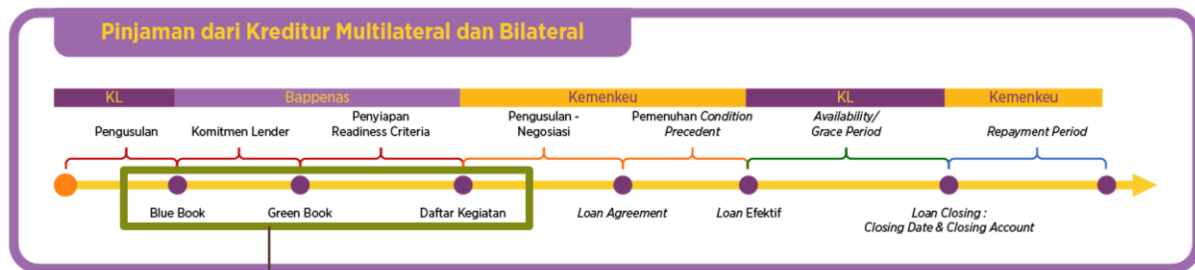 Pinjaman dari Kreditur Multilateral dan Bilateral
KL
Bappenas
Kemenkeu
KL
Kemenkeu
Pengusulan
Komitmen Lender
Penyiapan
Readiness Criteria
Pengusulan -
Negosiasi
Pemenuhan Condition
Precedent
Availability/
Grace Period
Repayment Period
Blue Book
Green Book
Daftar Kegiatan
Loan Agreement
Loan Efektif
Loan Closing :
Closing Date & Closing Account